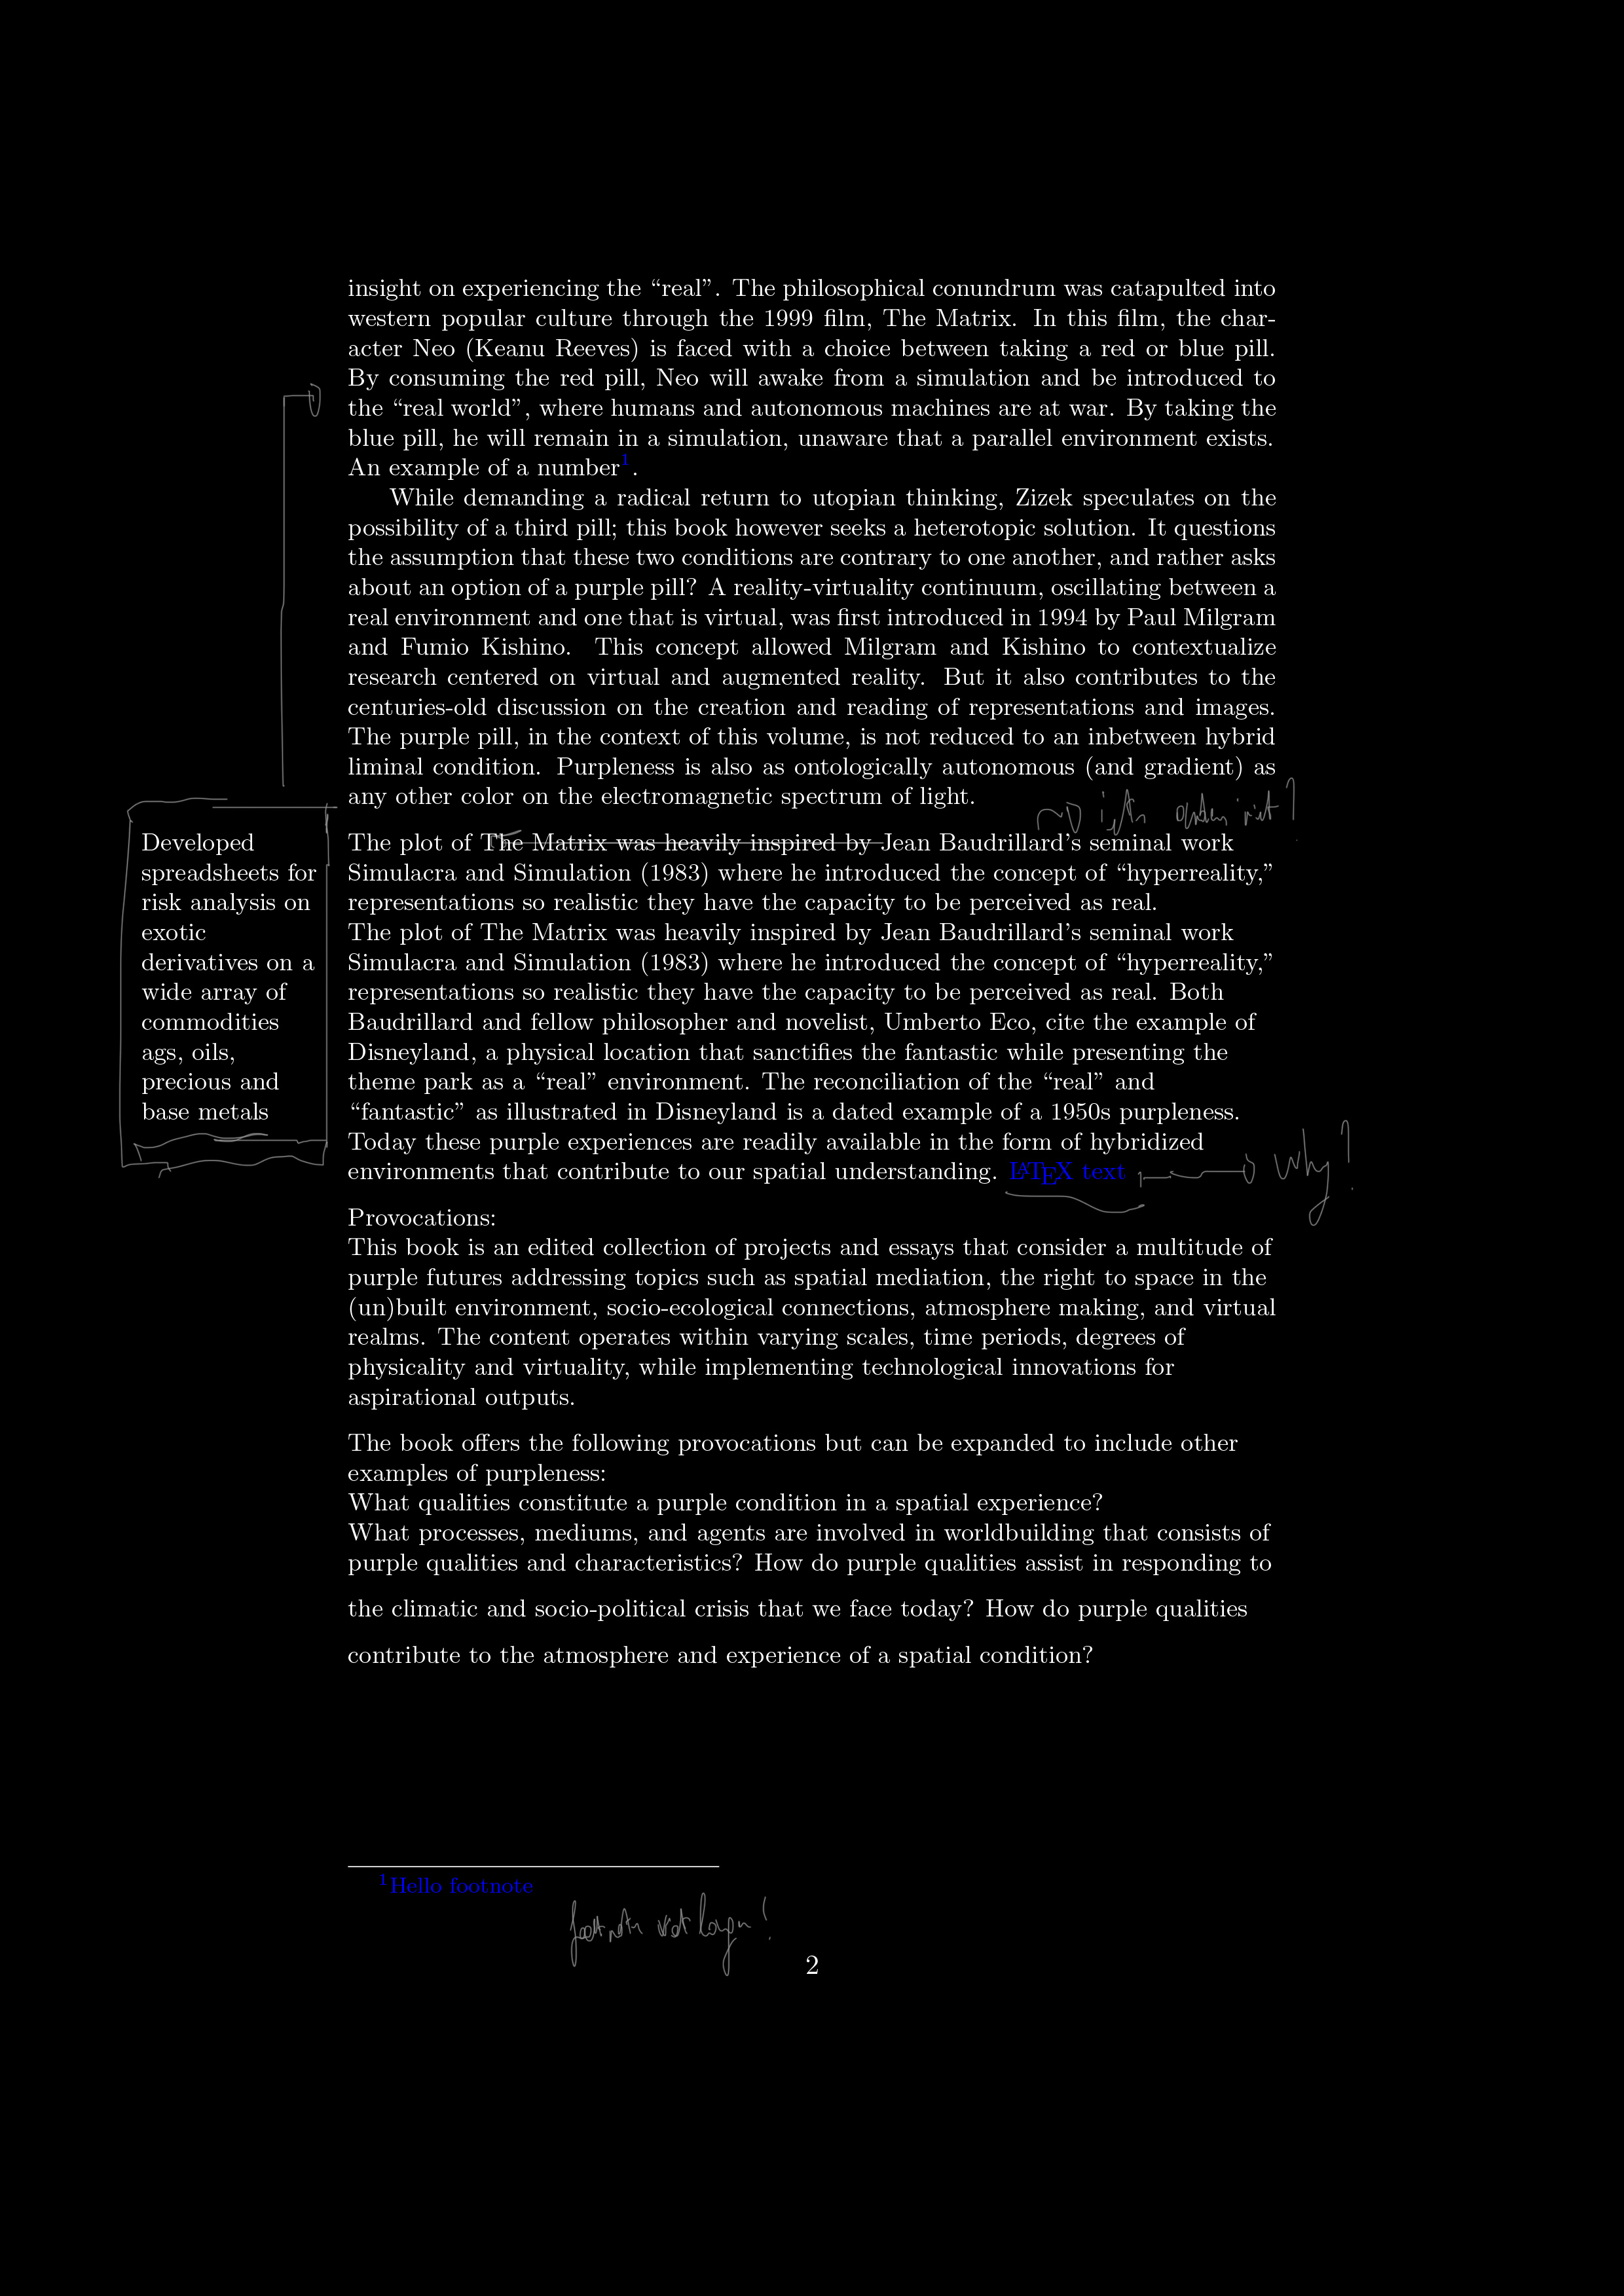 insight on experiencing the “real”. The philosophical conundrum was catapulted into
western popular culture through the 1999 film, The Matrix. In this film, the char-
acter Neo (Keanu Reeves) is faced with a choice between taking a red or blue pill.
By consuming the red pill, Neo will awake from a simulation and be introduced to
the “real world”, where humans and autonomous machines are at war. By taking the
blue pill, he will remain in a simulation, unaware that a parallel environment exists.
An example of a number1.
While demanding a radical return to utopian thinking, Zizek speculates on the
possibility of a third pill; this book however seeks a heterotopic solution. It questions
the assumption that these two conditions are contrary to one another, and rather asks
about an option of a purple pill? A reality-virtuality continuum, oscillating between a
real environment and one that is virtual, was first introduced in 1994 by Paul Milgram
and Fumio Kishino. This concept allowed Milgram and Kishino to contextualize
research centered on virtual and augmented reality. But it also contributes to the
centuries-old discussion on the creation and reading of representations and images.
The purple pill, in the context of this volume, is not reduced to an inbetween hybrid
liminal condition. Purpleness is also as ontologically autonomous (and gradient) as
any other color on the electromagnetic spectrum of light.
Developed
spreadsheets for
risk analysis on
exotic
derivatives on a
wide array of
commodities
ags, oils,
precious and
base metals
The plot of The Matrix was heavily inspired by Jean Baudrillard’s seminal work
Simulacra and Simulation (1983) where he introduced the concept of “hyperreality,”
representations so realistic they have the capacity to be perceived as real.
The plot of The Matrix was heavily inspired by Jean Baudrillard’s seminal work
Simulacra and Simulation (1983) where he introduced the concept of “hyperreality,”
representations so realistic they have the capacity to be perceived as real. Both
Baudrillard and fellow philosopher and novelist, Umberto Eco, cite the example of
Disneyland, a physical location that sanctifies the fantastic while presenting the
theme park as a “real” environment. The reconciliation of the “real” and
“fantastic” as illustrated in Disneyland is a dated example of a 1950s purpleness.
Today these purple experiences are readily available in the form of hybridized
environments that contribute to our spatial understanding. LATEX text
why?
Provocations:
This book is an edited collection of projects and essays that consider a multitude of
purple futures addressing topics such as spatial mediation, the right to space in the
(un)built environment, socio-ecological connections, atmosphere making, and virtual
realms. The content operates within varying scales, time periods, degrees of
physicality and virtuality, while implementing technological innovations for
aspirational outputs.
The book offers the following provocations but can be expanded to include other
examples of purpleness:
What qualities constitute a purple condition in a spatial experience?
What processes, mediums, and agents are involved in worldbuilding that consists of
purple qualities and characteristics? How do purple qualities assist in responding to
the climatic and socio-political crisis that we face today? How do purple qualities
contribute to the atmosphere and experience of a spatial condition?
1Hello footnote
2